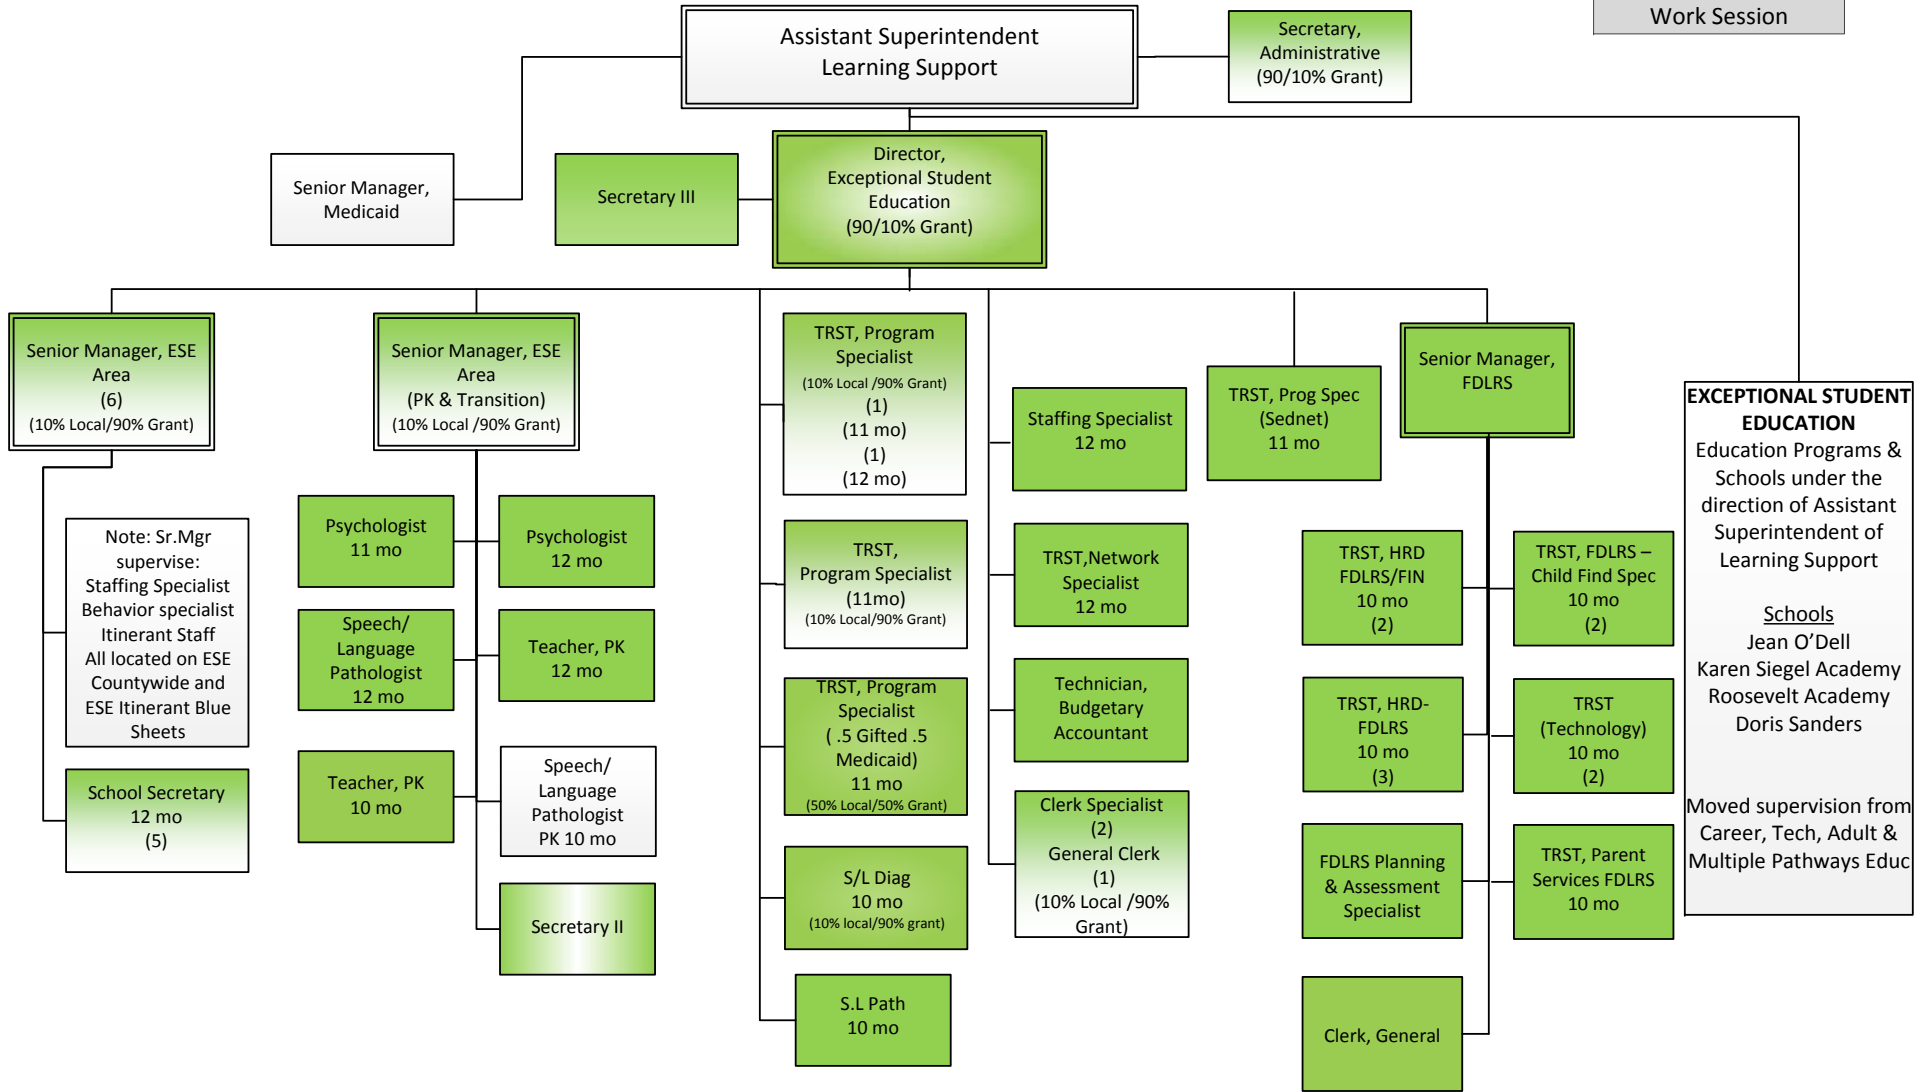 Work Session
Assistant Superintendent
Learning Support
Secretary,
Administrative
(90/10% Grant)
Senior Manager,
Medicaid
Secretary III
Director,
Exceptional Student
Education
(90/10% Grant)
Senior Manager, ESE
Area
(6)
(10% Local/90% Grant)
Note: Sr.Mgr
supervise:
Staffing Specialist
Behavior specialist
Itinerant Staff
All located on ESE
Countywide and
ESE Itinerant Blue
Sheets
School Secretary
12 mo
(5)
Senior Manager, ESE
Area
(PK & Transition)
(10% Local /90% Grant)
Psychologist
11 mo
Psychologist
12 mo
Speech/
Language
Pathologist
12 mo
Teacher, PK
12 mo
Teacher, PK
10 mo
Speech/
Language
Pathologist
PK 10 mo
Secretary II
TRST, Program
Specialist
(10% Local /90% Grant)
(1)
(11 mo)
(1)
(12 mo)
TRST,
Program Specialist
(11mo)
(10% Local/90% Grant)
TRST, Program
Specialist
( .5 Gifted .5
Medicaid)
11 mo
(50% Local/50% Grant)
S/L Diag
10 mo
(10% local/90% grant)
S.L Path
10 mo
Staffing Specialist
12 mo
TRST,Network
Specialist
12 mo
Technician,
Budgetary
Accountant
Clerk Specialist
(2)
General Clerk
(1)
(10% Local /90%
Grant)
TRST, Prog Spec
(Sednet)
11 mo
Senior Manager,
FDLRS
TRST, HRD
FDLRS/FIN
10 mo
(2)
TRST, FDLRS –
Child Find Spec
10 mo
(2)
TRST, HRD-
FDLRS
10 mo
(3)
TRST
(Technology)
10 mo
(2)
FDLRS Planning
& Assessment
Specialist
TRST, Parent
Services FDLRS
10 mo
Clerk, General
EXCEPTIONAL STUDENT
EDUCATION
Education Programs &
Schools under the
direction of Assistant
Superintendent of
Learning Support
Schools
Jean O’Dell
Karen Siegel Academy
Roosevelt Academy
Doris Sanders
Moved supervision from
Career, Tech, Adult &
Multiple Pathways Educ